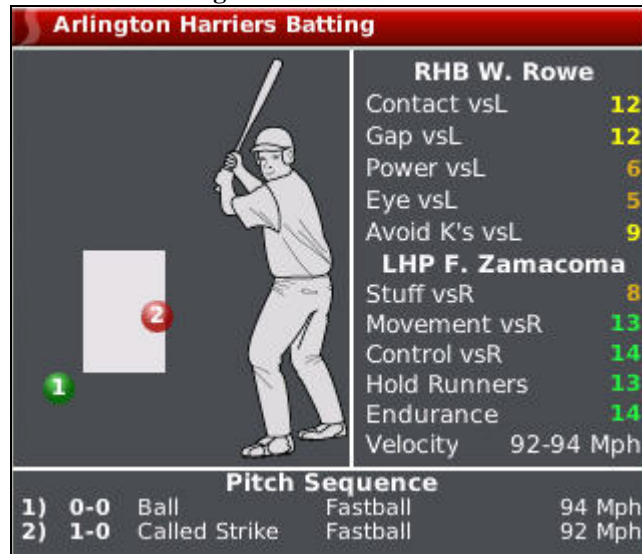 Arlington Harriers Batting
RHB W. Rowe
Contact vsL 12
Gap vsL 12
Power vsL 6
Eye vsL 5
Avoid K's vsL 9
LHP F. Zamacoma
Stuff vsR 8
Movement vsR 13
Control vsR 14
Hold Runners 13
Endurance 14
Velocity 92-94 Mph
2
1
Pitch Sequence
1) 0-0 Ball Fastball 94 Mph
2) 1-0 Called Strike Fastball 92 Mph